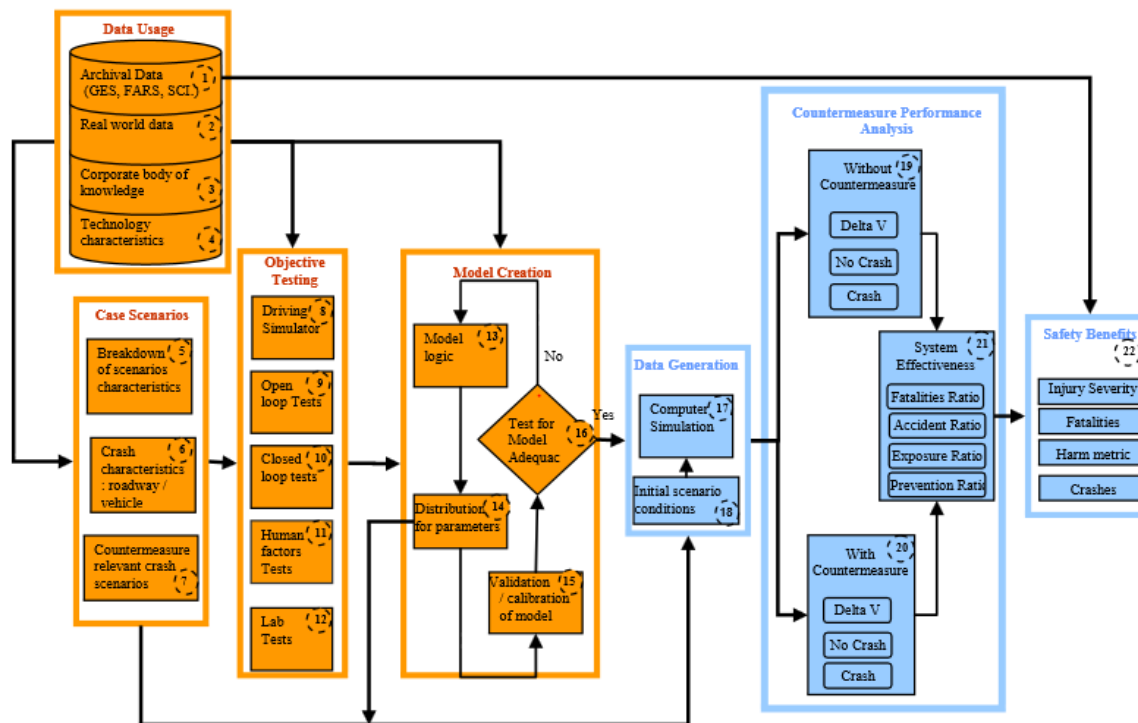 Data Usage
Archival Data
(GES, FARS, SCI.)
1
Real world data
2
Corporate body of
knowledge
3
Technology
characteristics
4
Case Scenarios
Breakdown
of scenarios
characteristics
5
Crash
characteristics
: roadway /
vehicle
6
Countermeasure
relevant crash
scenarios
7
Objective
Testing
Driving
Simulator
8
Open
loop Tests
9
Closed
loop tests
10
Human
factors
Tests
11
Lab
Tests
12
Model Creation
Model
logic
13
No
Test for
Model
Adequac
16
Yes
Distribution
for parameters
14
Validation
/ calibration
of model
15
Data Generation
Computer
Simulation
17
Initial scenario
conditions
18
Countermeasure Performance
Analysis
Without
Countermeasure
19
Delta V
No Crash
Crash
System
Effectiveness
21
Fatalities Ratio
Accident Ratio
Exposure Ratio
Prevention Ratio
With
Countermeasure
20
Delta V
No Crash
Crash
Safety Benefits
22
Injury Severity
Fatalities
Harm metric
Crashes